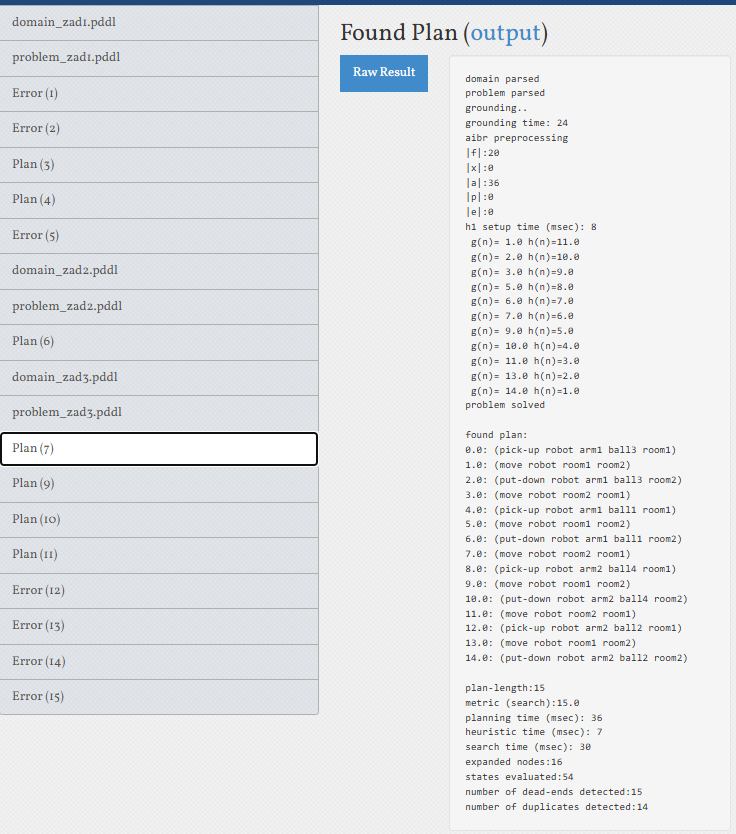 domain_zad1.pddl
problem_zad1.pddl
Error (1)
Error (2)
Plan (3)
Plan (4)
Error (5)
domain_zad2.pddl
problem_zad2.pddl
Plan (6)
domain_zad3.pddl
problem_zad3.pddl
Plan (7)
Plan (9)
Plan (10)
Plan (11)
Error (12)
Error (13)
Error (14)
Error (15)
Found Plan (output)
Raw Result
domain parsed
problem parsed
grounding..
grounding time: 24
aibr preprocessing
|f|:20
|x|:0
|a|:36
|p|:0
|e|:0
h1 setup time (msec): 8
g(n)= 1.0 h(n)=11.0
g(n)= 2.0 h(n)=10.0
g(n)= 3.0 h(n)=9.0
g(n)= 5.0 h(n)=8.0
g(n)= 6.0 h(n)=7.0
g(n)= 7.0 h(n)=6.0
g(n)= 9.0 h(n)=5.0
g(n)= 10.0 h(n)=4.0
g(n)= 11.0 h(n)=3.0
g(n)= 13.0 h(n)=2.0
g(n)= 14.0 h(n)=1.0
problem solved
found plan:
0.0: (pick-up robot arm1 ball3 room1)
1.0: (move robot room1 room2)
2.0: (put-down robot arm1 ball3 room2)
3.0: (move robot room2 room1)
4.0: (pick-up robot arm1 ball1 room1)
5.0: (move robot room1 room2)
6.0: (put-down robot arm1 ball1 room2)
7.0: (move robot room2 room1)
8.0: (pick-up robot arm2 ball4 room1)
9.0: (move robot room1 room2)
10.0: (put-down robot arm2 ball4 room2)
11.0: (move robot room2 room1)
12.0: (pick-up robot arm2 ball2 room1)
13.0: (move robot room1 room2)
14.0: (put-down robot arm2 ball2 room2)
plan-length:15
metric (search):15.0
planning time (msec): 36
heuristic time (msec): 7
search time (msec): 30
expanded nodes:16
states evaluated:54
number of dead-ends detected:15
number of duplicates detected:14